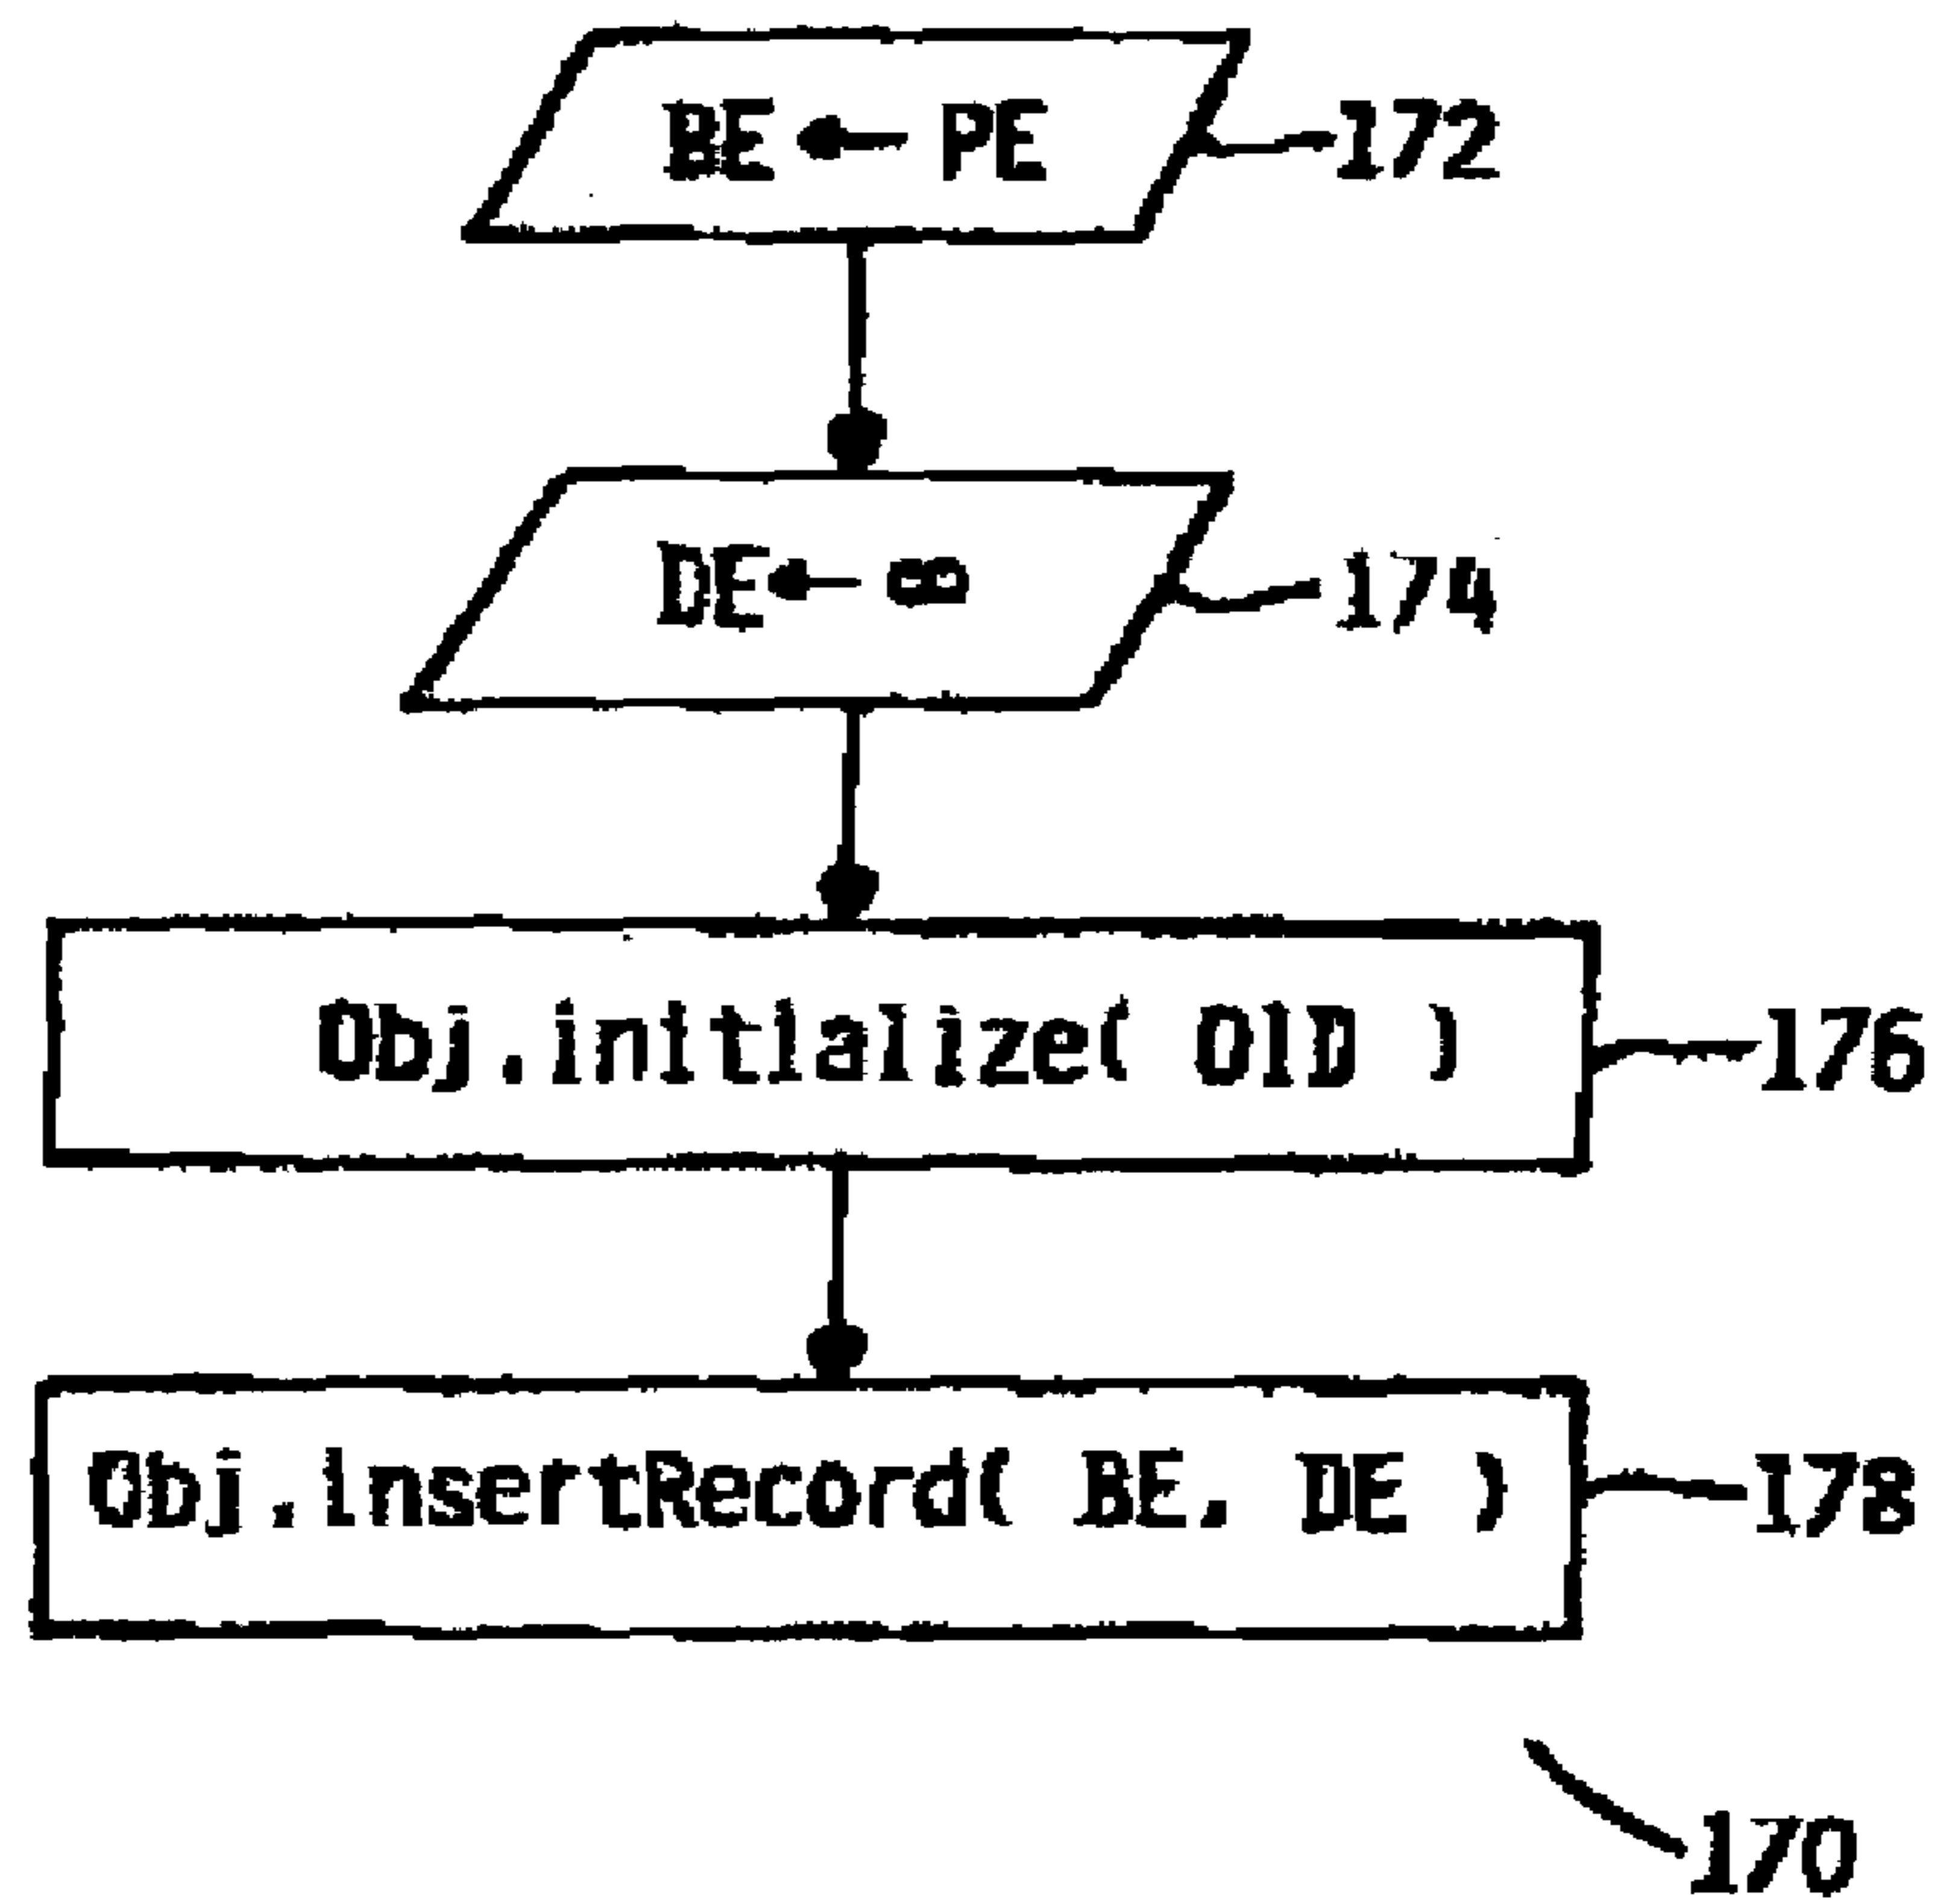 BE ← PE 172
DE ← ∞ 174
Obj.initialize( OID ) 176
Obj.insertRecord( BE, DE ) 178
170